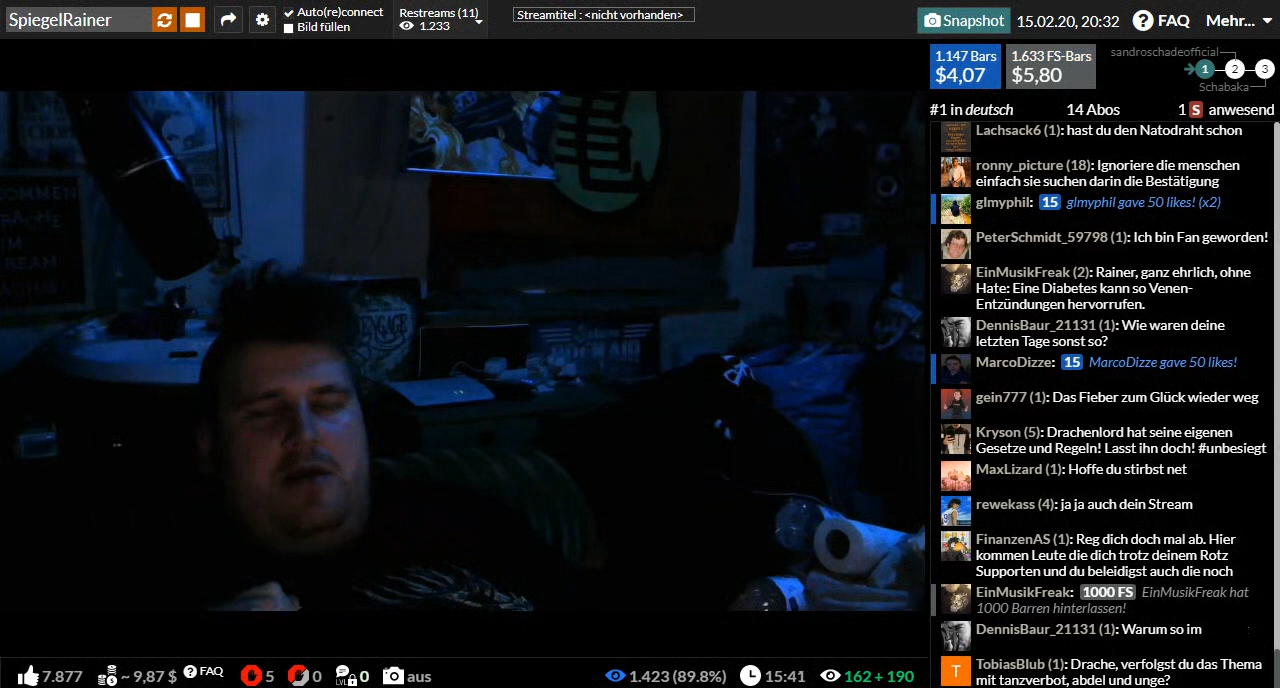 SpiegelRainer
Auto(re)connect
Bild füllen
Restreams (11)
1.233
Streamtitel : <nicht vorhanden>
Snapshot
15.02.20, 20:32
FAQ
Mehr...
1.147 Bars
$4,07
1.633 FS-Bars
$5,80
sandroschadeofficial
1 2 3
Schabaka
#1 in deutsch
14 Abos
1 S anwesend
Lachsack6 (1): hast du den Natodraht schon
ronny_picture (18): Ignoriere die menschen
einfach sie suchen darin die Bestätigung
glmyphil: 15 glmyphil gave 50 likes! (x2)
PeterSchmidt_59798 (1): Ich bin Fan geworden!
EinMusikFreak (2): Rainer, ganz ehrlich, ohne
Hate: Eine Diabetes kann so Venen-
Entzündungen hervorrufen.
DennisBaur_21131 (1): Wie waren deine
letzten Tage sonst so?
MarcoDizze: 15 MarcoDizze gave 50 likes!
gein777 (1): Das Fieber zum Glück wieder weg
Kryson (5): Drachenlord hat seine eigenen
Gesetze und Regeln! Lasst ihn doch! #unbesiegt
MaxLizard (1): Hoffe du stirbst net
rewekass (4): ja ja auch dein Stream
FinanzenAS (1): Reg dich doch mal ab. Hier
kommen Leute die dich trotz deinem Rotz
Supporten und du beleidigst auch die noch
EinMusikFreak: 1000 FS EinMusikFreak hat
1000 Barren hinterlassen!
DennisBaur_21131 (1): Warum so im
T
TobiasBlub (1): Drache, verfolgst du das Thema
mit tanzverbot, abdel und unge?
ENGAGE
7.877
~ 9,87 $
FAQ
5
0
LVL
0
aus
1.423 (89.8%)
15:41
162 + 190